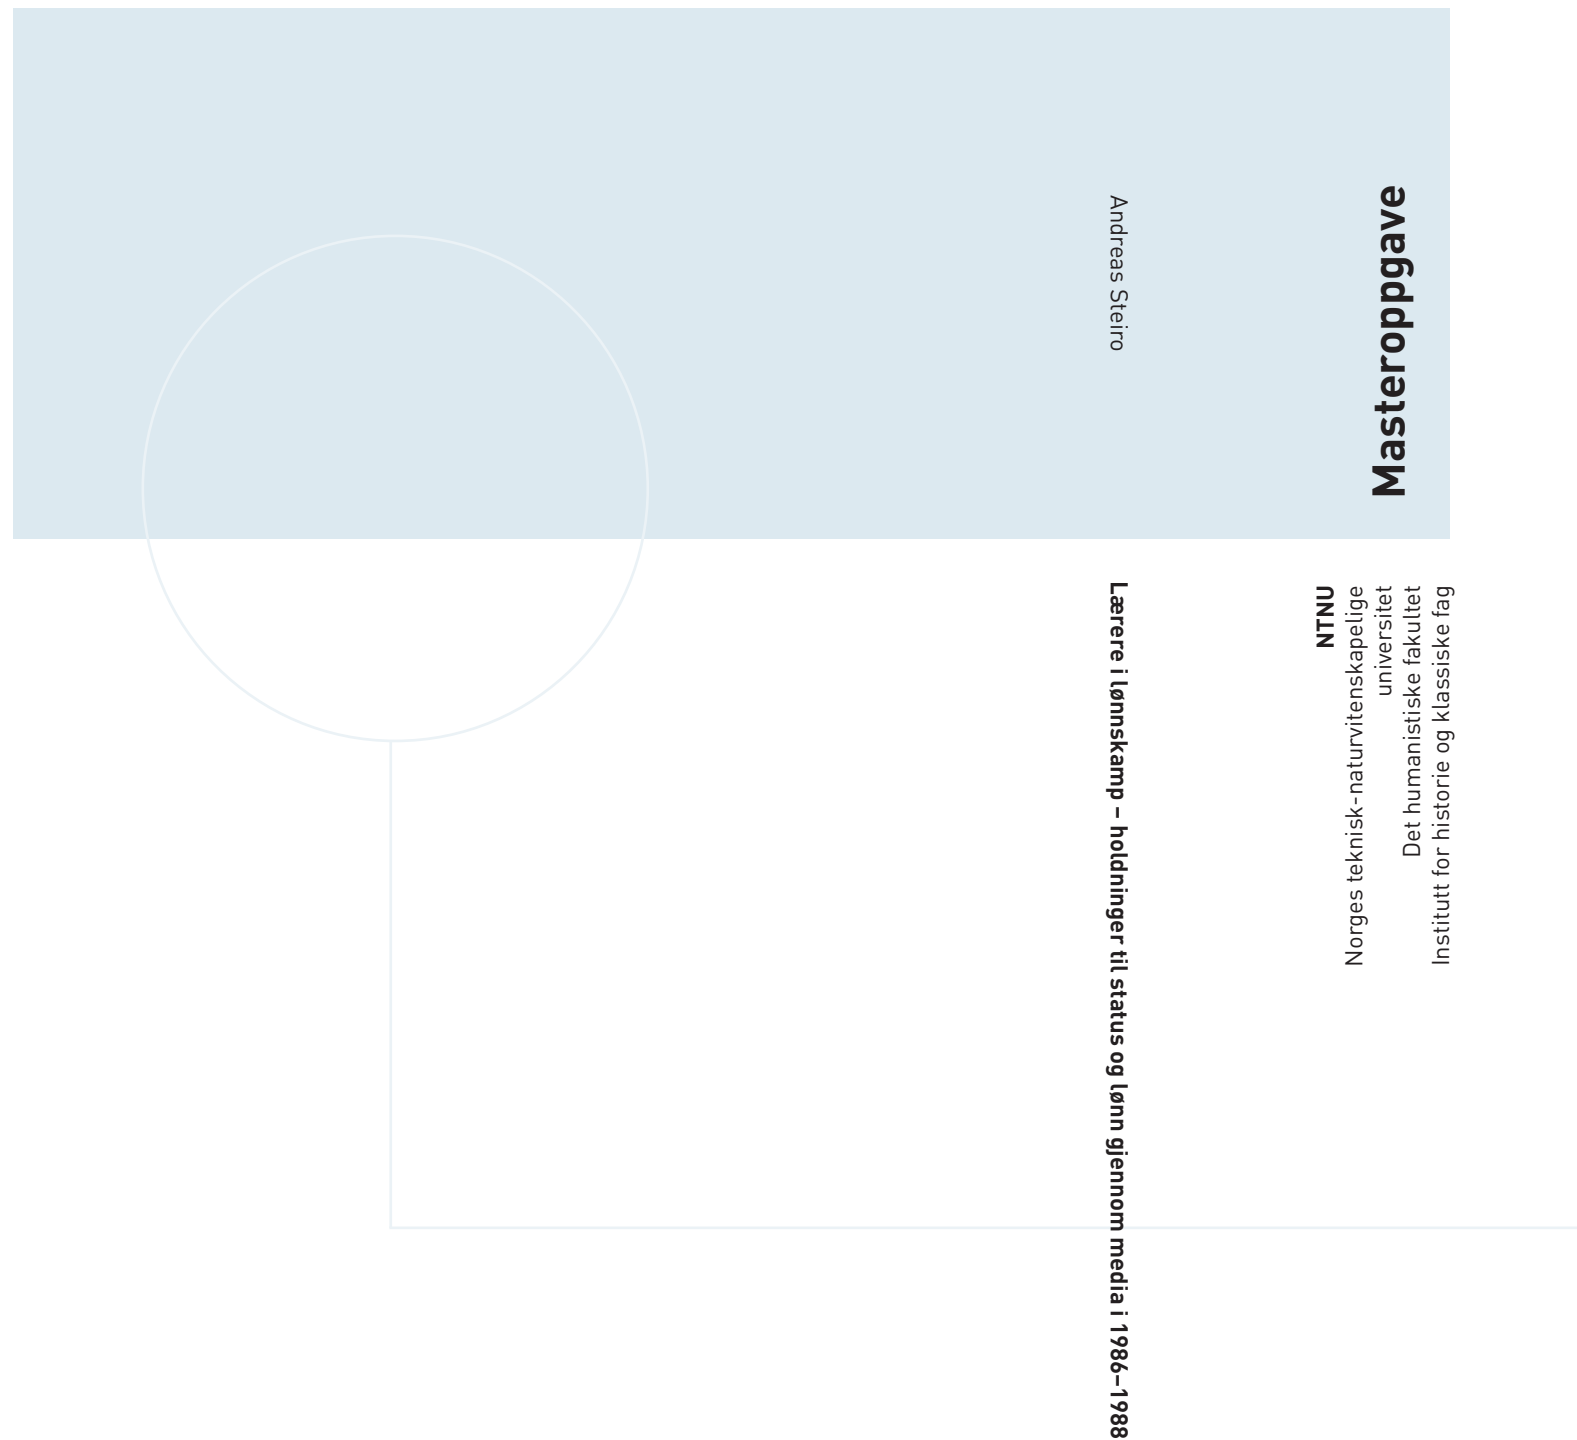 Andreas Steiro
Lærere i lønnskamp – holdninger til status og lønn gjennom media i 1986–1988
Masteroppgave
NTNU
Norges teknisk-naturvitenskapelige
universitet
Det humanistiske fakultet
Institutt for historie og klassiske fag